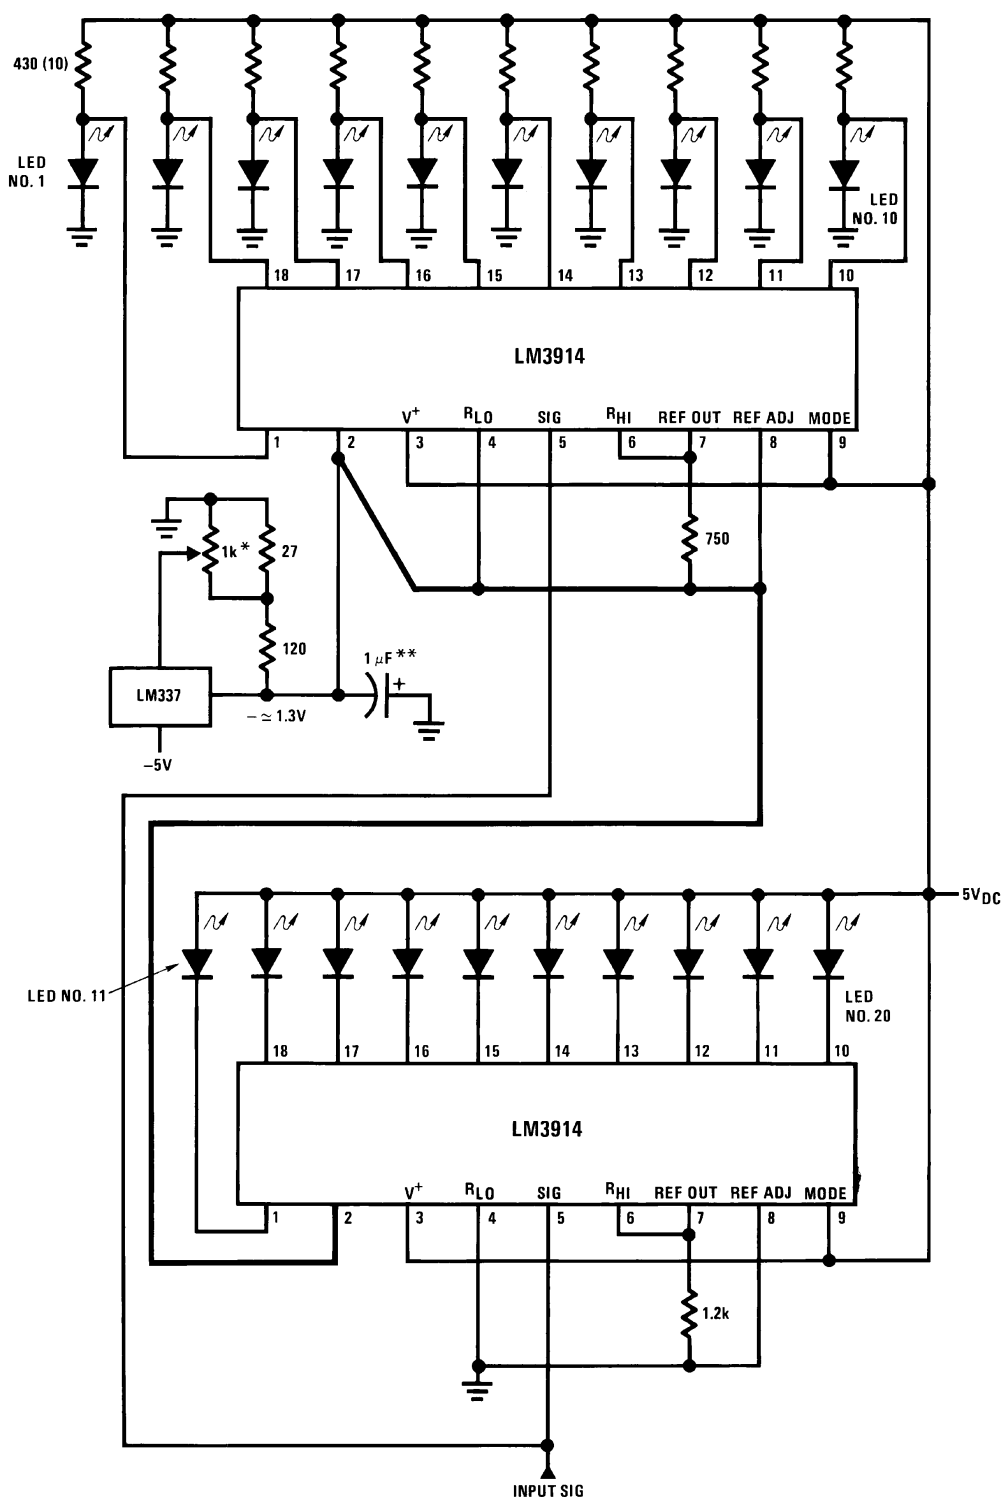 430 (10)
LED
NO. 1
LED
NO. 10
18 17 16 15 14 13 12 11 10
LM3914
V+ RLO SIG RHI REF OUT REF ADJ MODE
1 2 3 4 5 6 7 8 9
1k* 27
750
120
1 μF**
+
LM337
– ≃ 1.3V
–5V
5VDC
LED NO. 11
LED
NO. 20
18 17 16 15 14 13 12 11 10
LM3914
V+ RLO SIG RHI REF OUT REF ADJ MODE
1 2 3 4 5 6 7 8 9
1.2k
INPUT SIG